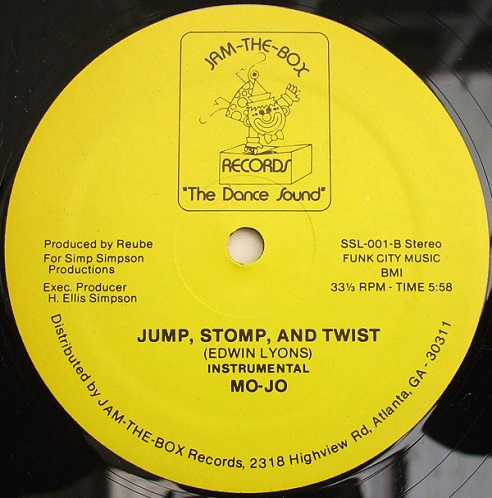 JAM-THE-BOX
RECORDS
"The Dance Sound"
Produced by Reube
For Simp Simpson
Productions
Exec. Producer
H. Ellis Simpson
SSL-001-B Stereo
FUNK CITY MUSIC
BMI
33⅓ RPM - TIME 5:58
JUMP, STOMP, AND TWIST
(EDWIN LYONS)
INSTRUMENTAL
MO-JO
Distributed by JAM-THE-BOX Records, 2318 Highview Rd, Atlanta, GA - 30311